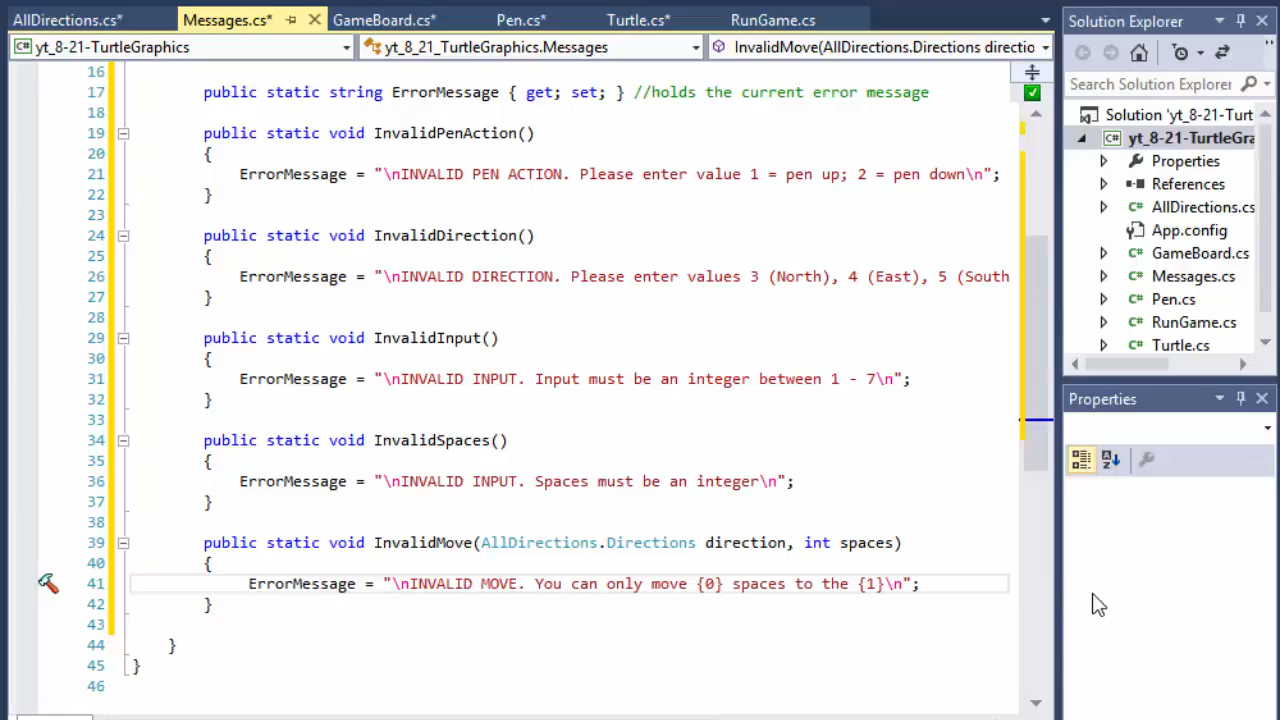 AllDirections.cs* Messages.cs* GameBoard.cs* Pen.cs* Turtle.cs* RunGame.cs
C# yt_8-21-TurtleGraphics yt_8_21_TurtleGraphics.Messages InvalidMove(AllDirections.Directions directio
16
17 public static string ErrorMessage { get; set; } //holds the current error message
18
19 public static void InvalidPenAction()
20 {
21 ErrorMessage = "\nINVALID PEN ACTION. Please enter value 1 = pen up; 2 = pen down\n";
22 }
23
24 public static void InvalidDirection()
25 {
26 ErrorMessage = "\nINVALID DIRECTION. Please enter values 3 (North), 4 (East), 5 (South
27 }
28
29 public static void InvalidInput()
30 {
31 ErrorMessage = "\nINVALID INPUT. Input must be an integer between 1 - 7\n";
32 }
33
34 public static void InvalidSpaces()
35 {
36 ErrorMessage = "\nINVALID INPUT. Spaces must be an integer\n";
37 }
38
39 public static void InvalidMove(AllDirections.Directions direction, int spaces)
40 {
41 ErrorMessage = "\nINVALID MOVE. You can only move {0} spaces to the {1}\n";
42 }
43
44 }
45 }
46
Solution Explorer
Search Solution Explorer
Solution 'yt_8-21-Turt
C# yt_8-21-TurtleGra
Properties
References
C# AllDirections.cs
App.config
C# GameBoard.cs
C# Messages.cs
C# Pen.cs
C# RunGame.cs
C# Turtle.cs
Properties